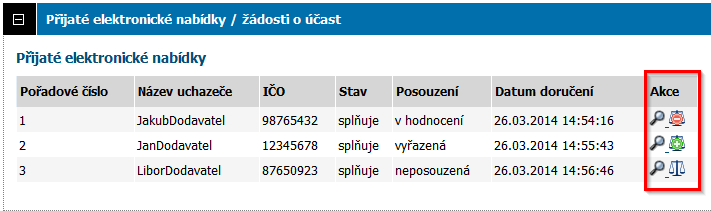 Přijaté elektronické nabídky / žádosti o účast
Přijaté elektronické nabídky
Pořadové číslo Název uchazeče IČO Stav Posouzení Datum doručení Akce
1 JakubDodavatel 98765432 splňuje v hodnocení 26.03.2014 14:54:16
2 JanDodavatel 12345678 splňuje vyřazená 26.03.2014 14:55:43
3 LiborDodavatel 87650923 splňuje neposouzená 26.03.2014 14:56:46